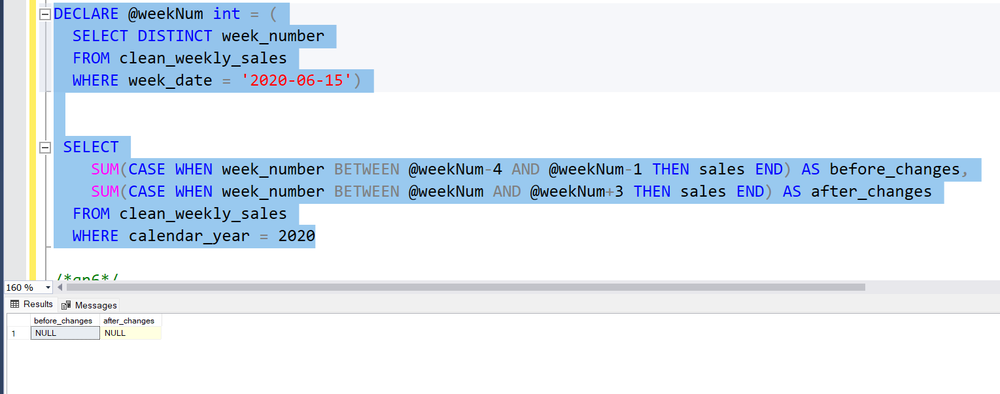 DECLARE @weekNum int = (
SELECT DISTINCT week_number
FROM clean_weekly_sales
WHERE week_date = '2020-06-15')
SELECT
SUM(CASE WHEN week_number BETWEEN @weekNum-4 AND @weekNum-1 THEN sales END) AS before_changes,
SUM(CASE WHEN week_number BETWEEN @weekNum AND @weekNum+3 THEN sales END) AS after_changes
FROM clean_weekly_sales
WHERE calendar_year = 2020
/*qn6*/
160 %
Results Messages
before_changes after_changes
1 NULL NULL